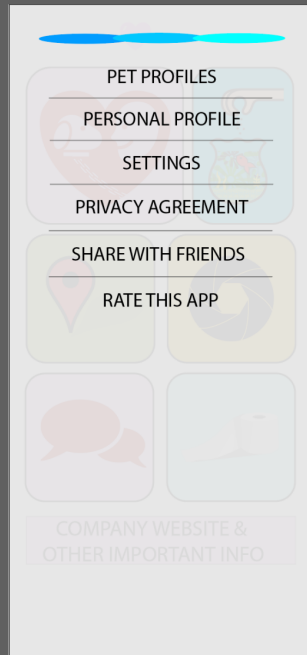 PET PROFILES
PERSONAL PROFILE
SETTINGS
PRIVACY AGREEMENT
SHARE WITH FRIENDS
RATE THIS APP
COMPANY WEBSITE &
OTHER IMPORTANT INFO